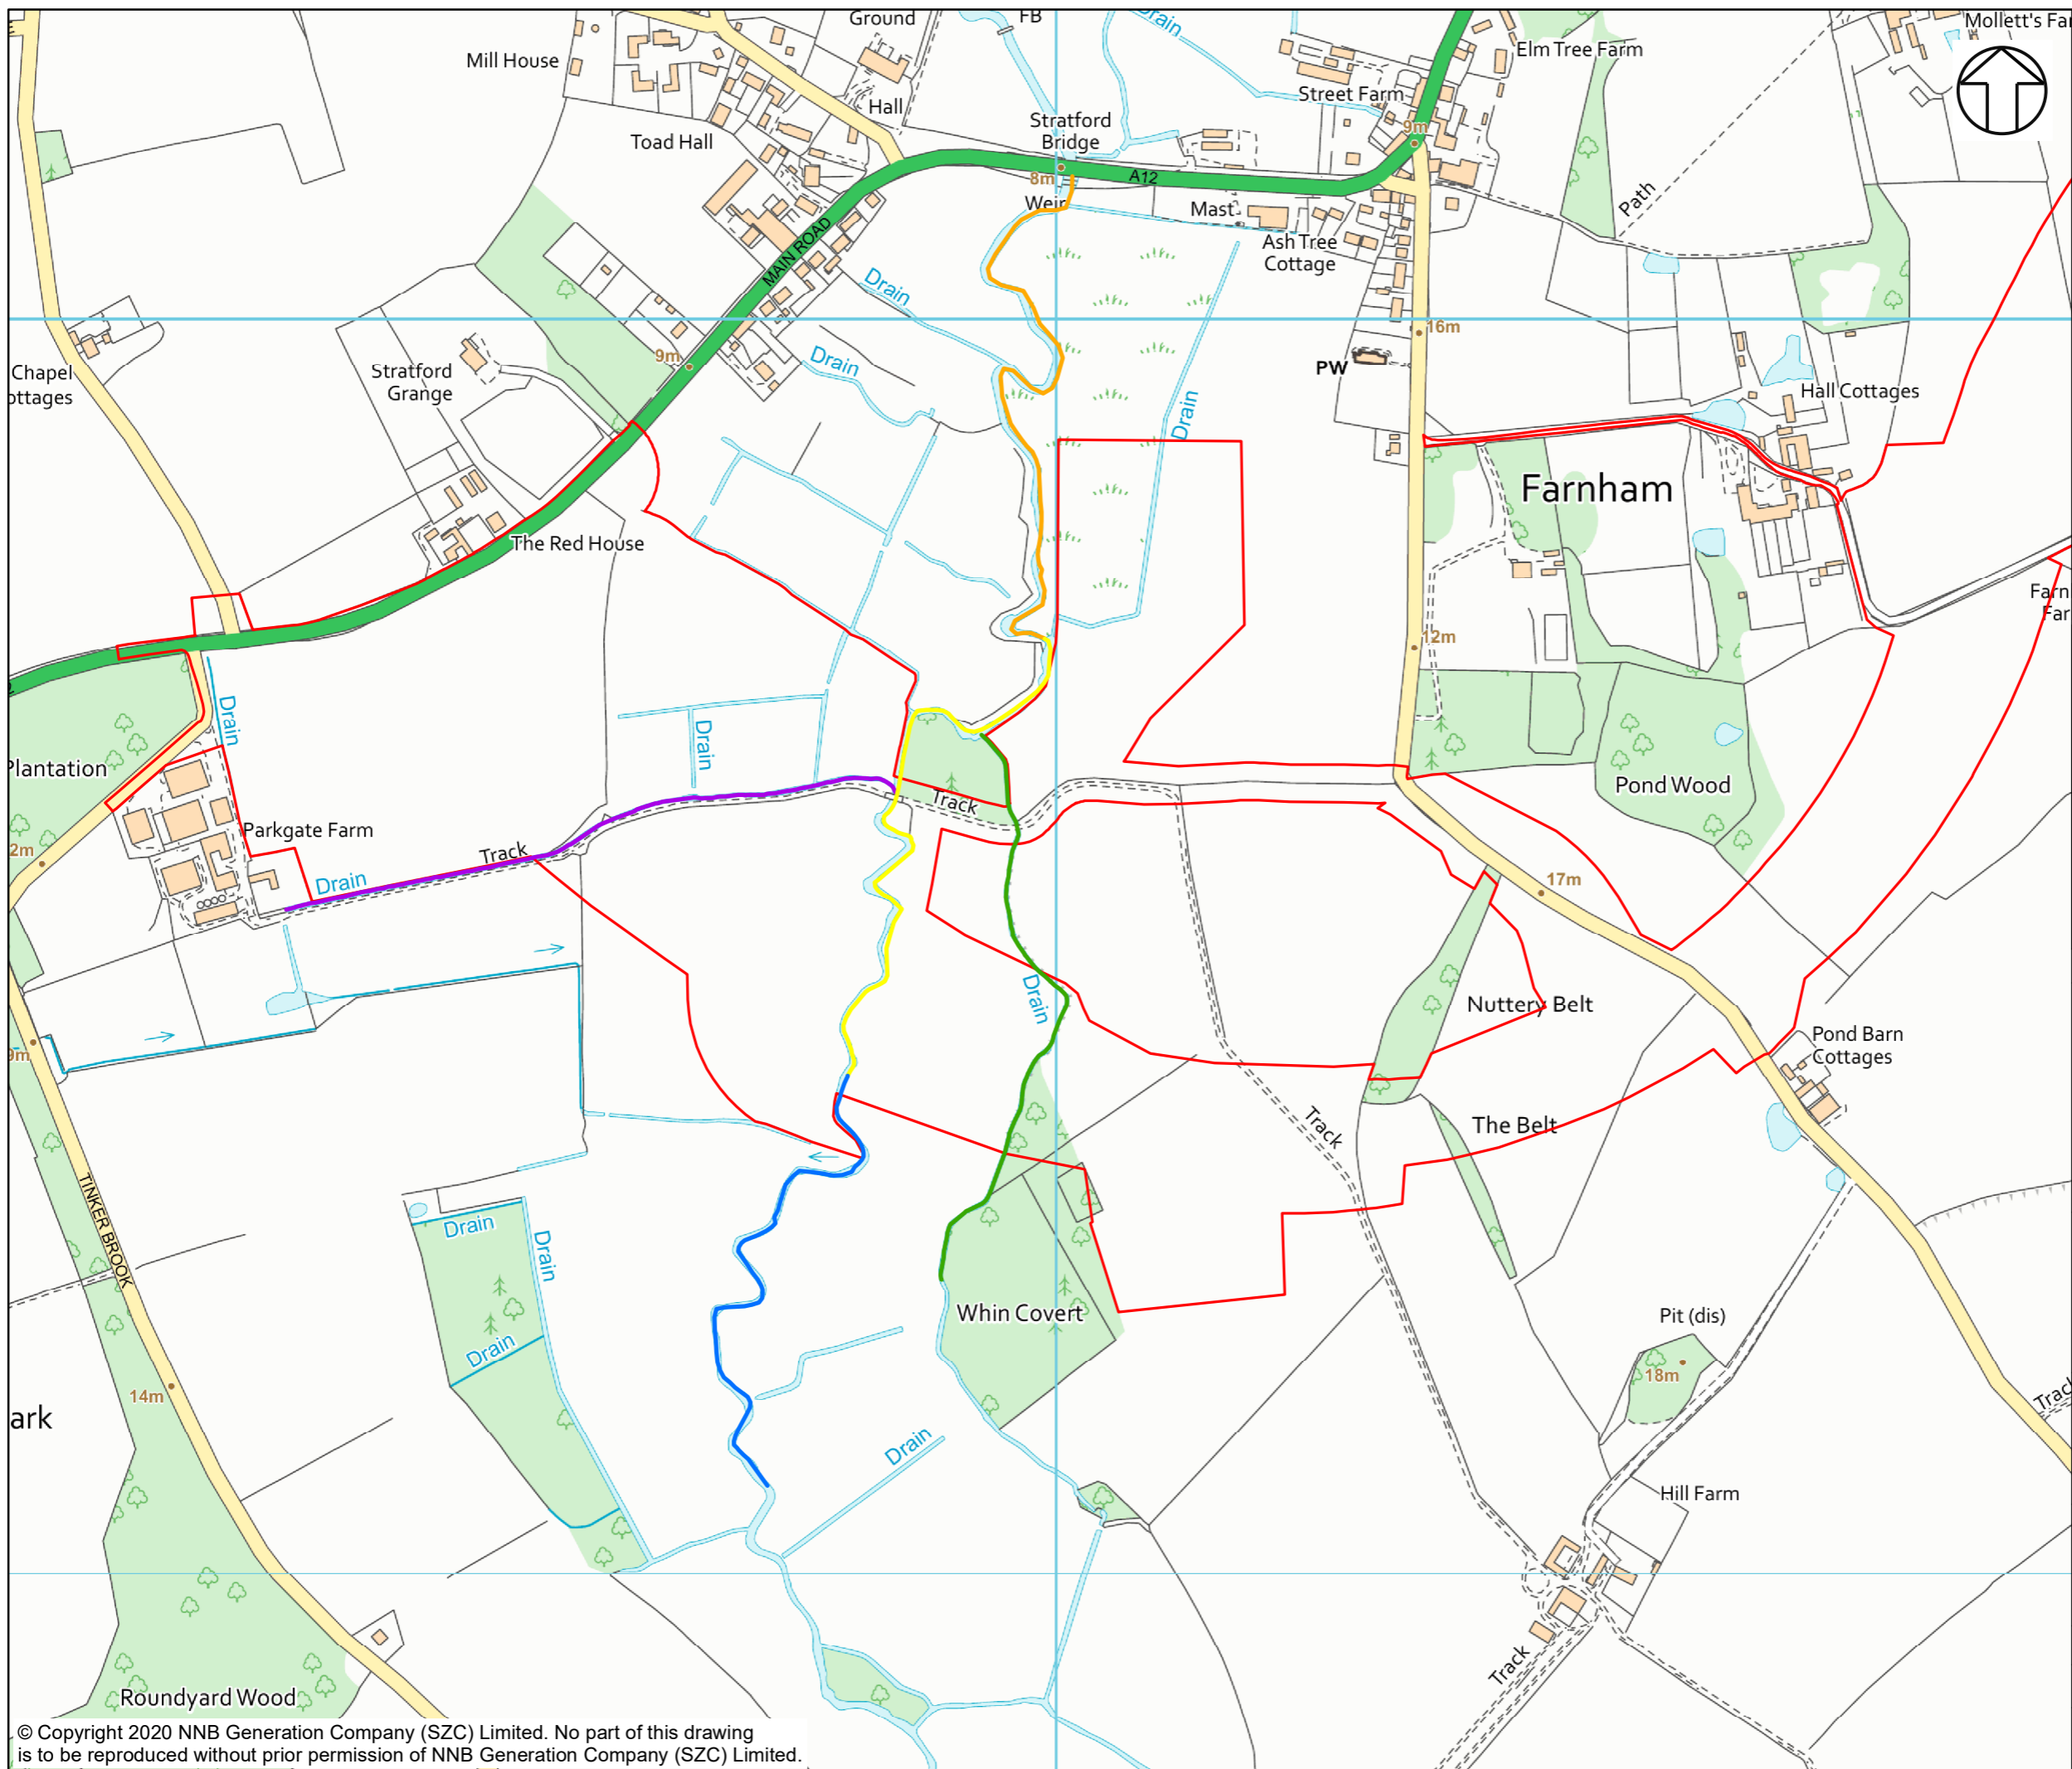 Ground
FB
Drain
Mollett's Fa
Mill House
Elm Tree Farm
Hall
Street Farm
Toad Hall
Stratford
Bridge
9m
8m
A12
Weir
Mast
Path
MAIN ROAD
Ash Tree
Cottage
Drain
16m
9m
Drain
PW
Chapel
ottages
Stratford
Grange
Hall Cottages
Drain
Farnham
The Red House
Farn
Far
12m
Drain
Drain
Plantation
Pond Wood
Track
Parkgate Farm
2m
Track
Drain
17m
Drain
Nuttery Belt
9m
Pond Barn
Cottages
The Belt
Track
TINKER BROOK
Drain
Drain
Whin Covert
Pit (dis)
Drain
18m
14m
ark
Track
Drain
Hill Farm
Track
Roundyard Wood
© Copyright 2020 NNB Generation Company (SZC) Limited. No part of this drawing
is to be reproduced without prior permission of NNB Generation Company (SZC) Limited.